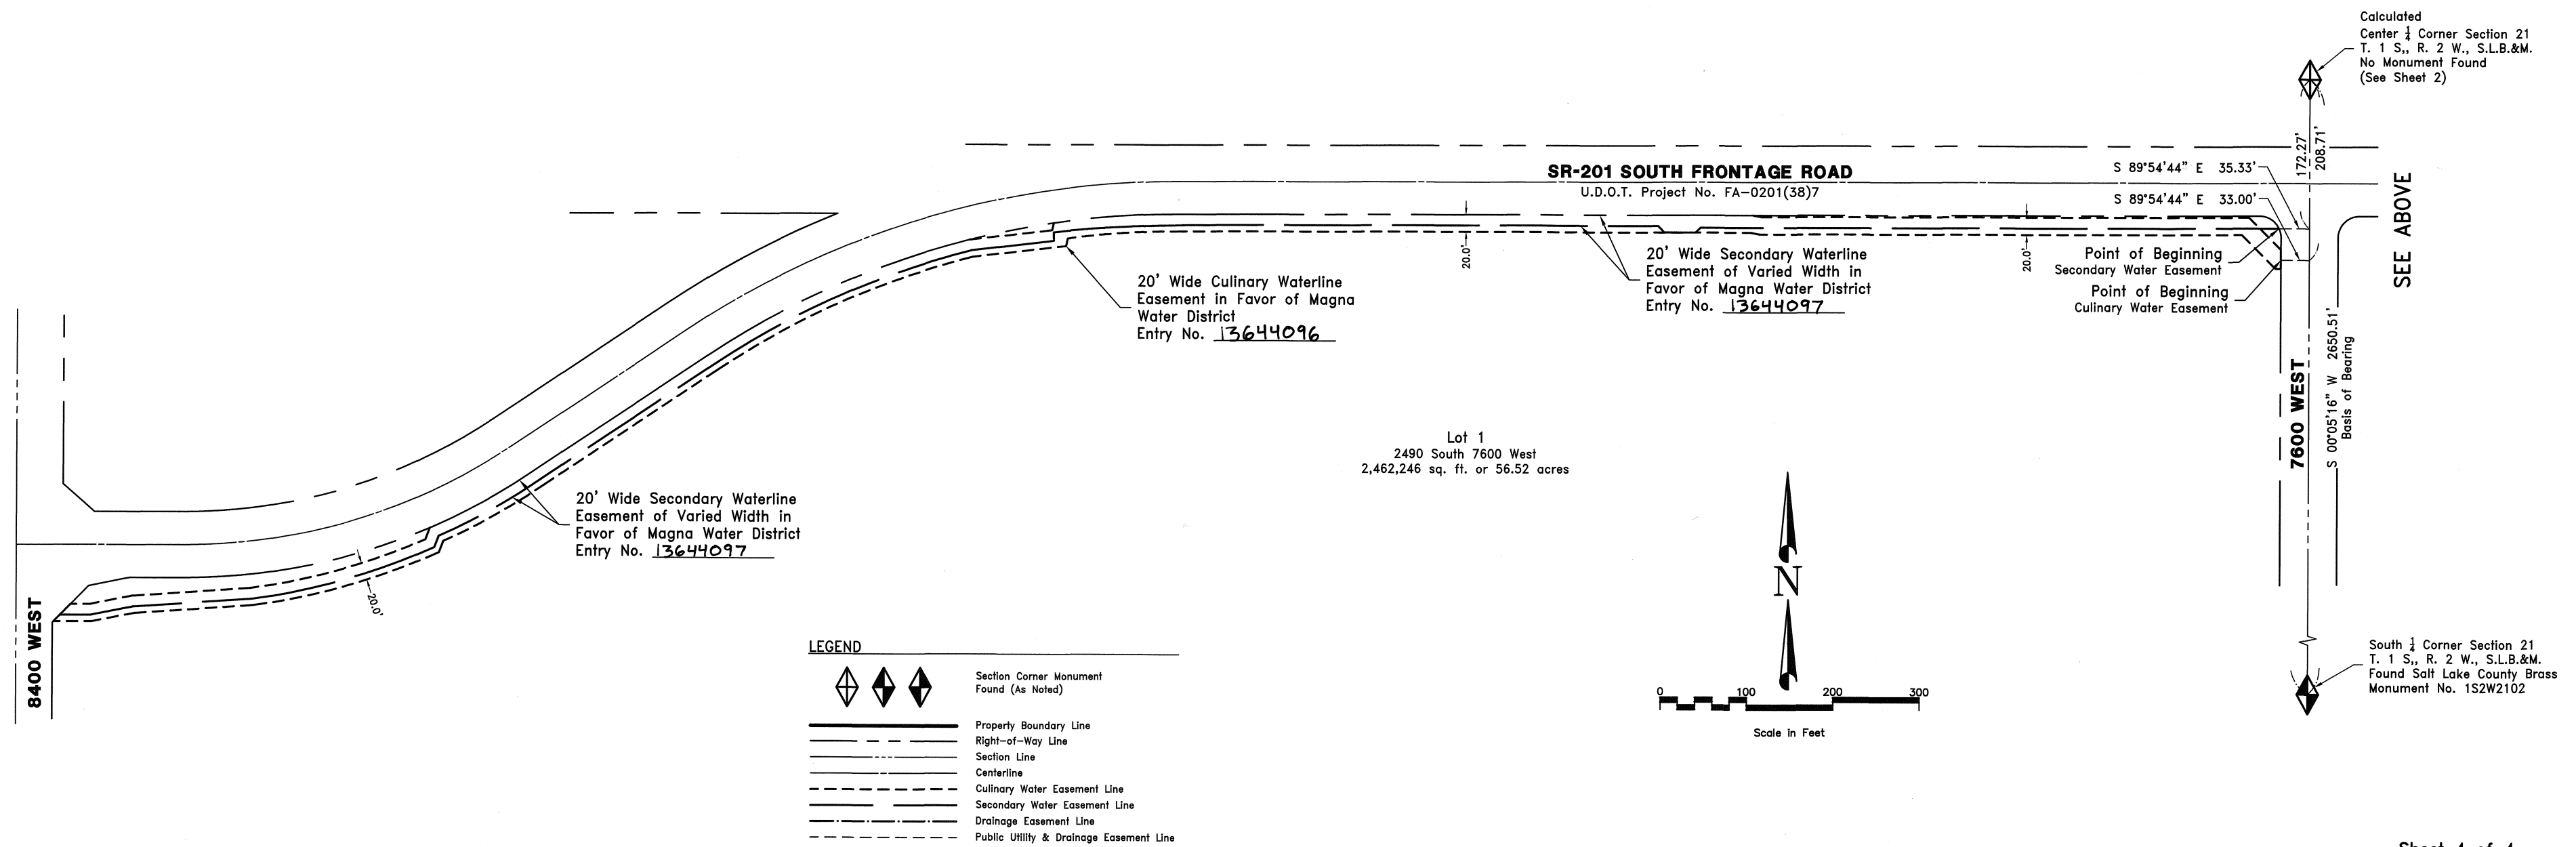 Calculated
Center 1/4 Corner Section 21
T. 1 S,, R. 2 W., S.L.B.&M.
No Monument Found
(See Sheet 2)
172.27'
208.71'
SR-201 SOUTH FRONTAGE ROAD
U.D.O.T. Project No. FA-0201(38)7
S 89°54'44" E 35.33'
S 89°54'44" E 33.00'
SEE ABOVE
20.0'
20.0'
20' Wide Secondary Waterline
Easement of Varied Width in
Favor of Magna Water District
Entry No. 13644097
Point of Beginning
Secondary Water Easement
Point of Beginning
Culinary Water Easement
20' Wide Culinary Waterline
Easement in Favor of Magna
Water District
Entry No. 13644096
7600 WEST
S 00°05'16" W 2650.51'
Basis of Bearing
Lot 1
2490 South 7600 West
2,462,246 sq. ft. or 56.52 acres
20' Wide Secondary Waterline
Easement of Varied Width in
Favor of Magna Water District
Entry No. 13644097
20.0'
8400 WEST
N
0 100 200 300
Scale in Feet
South 1/4 Corner Section 21
T. 1 S,, R. 2 W., S.L.B.&M.
Found Salt Lake County Brass
Monument No. 1S2W2102
LEGEND
Section Corner Monument
Found (As Noted)
Property Boundary Line
Right-of-Way Line
Section Line
Centerline
Culinary Water Easement Line
Secondary Water Easement Line
Drainage Easement Line
Public Utility & Drainage Easement Line
Sheet 4 of 4